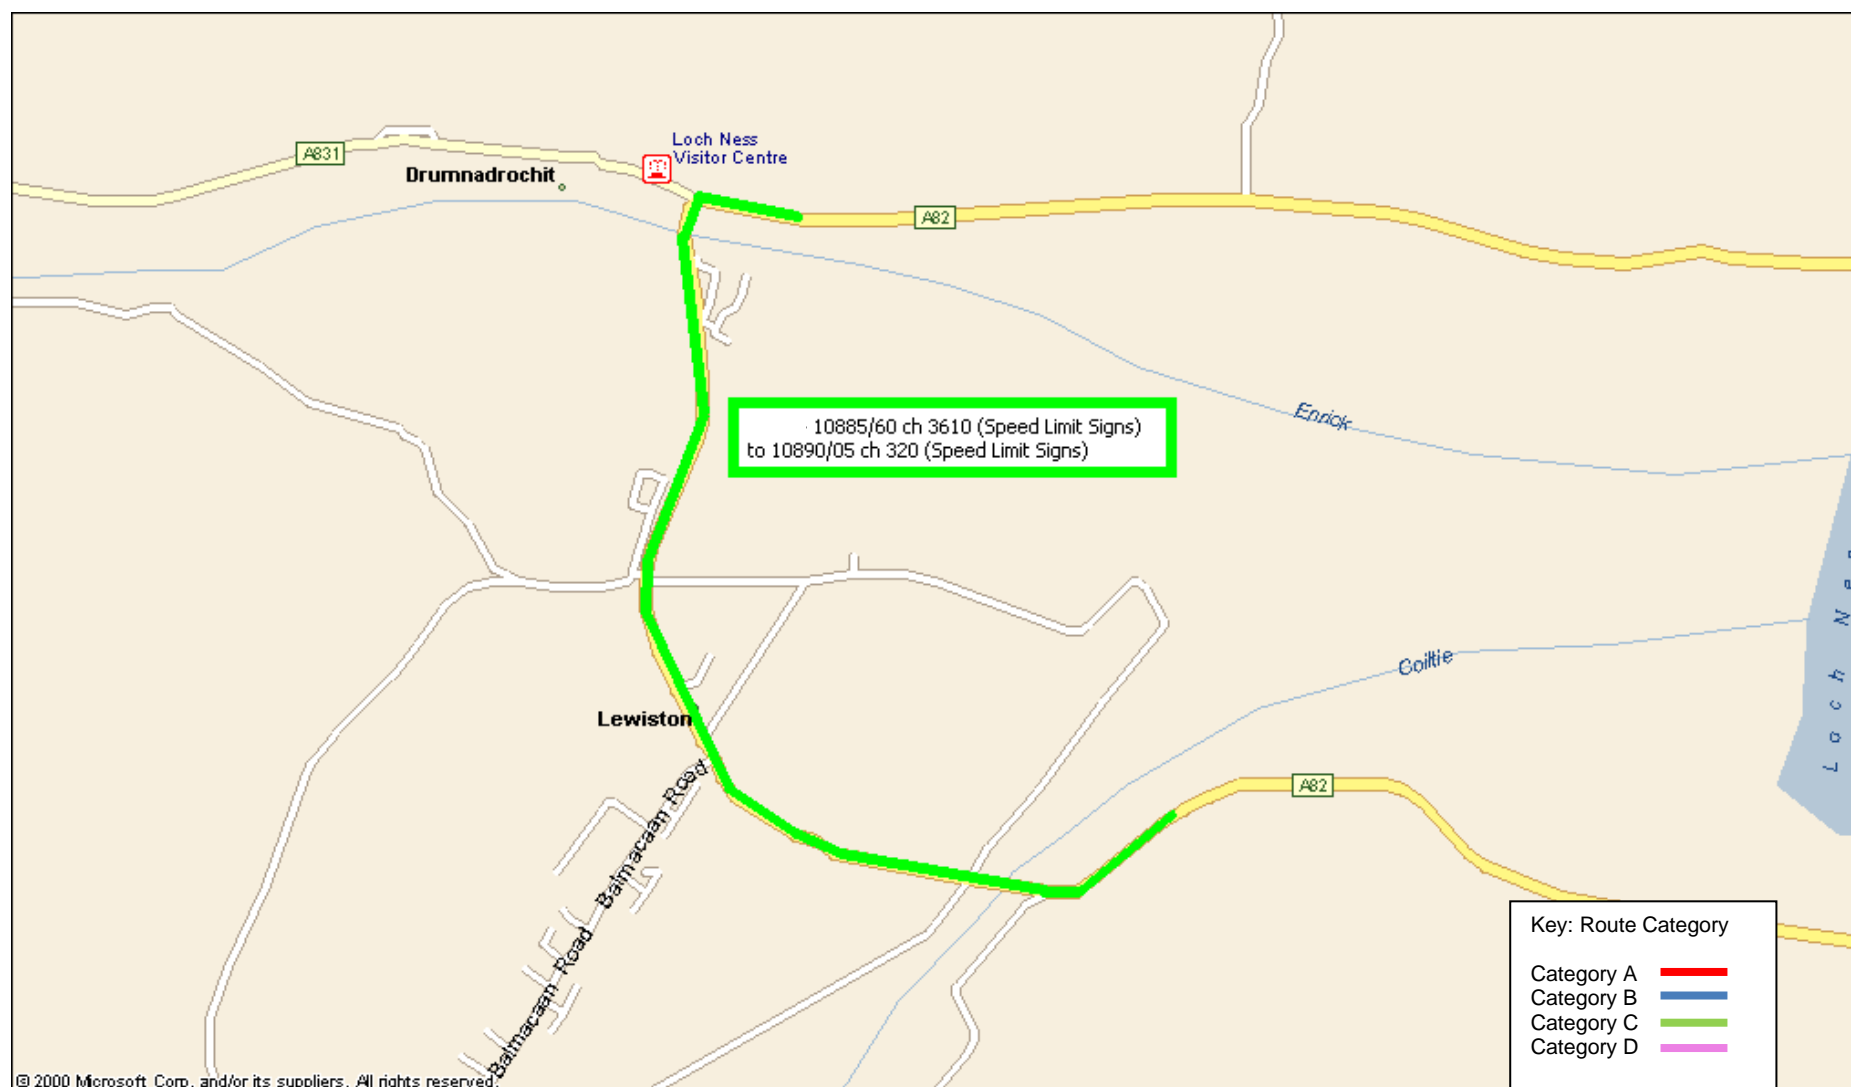 Loch Ness
Visitor Centre
A831
Drumnadrochit
A82
Enrick
10885/60 ch 3610 (Speed Limit Signs)
to 10890/05 ch 320 (Speed Limit Signs)
Loch Nes
Coiltie
Lewiston
Balmacaan Road
A82
Balmacaan Road
Key: Route Category
Category A
Category B
Category C
Category D
© 2000 Microsoft Corp. and/or its suppliers. All rights reserved.